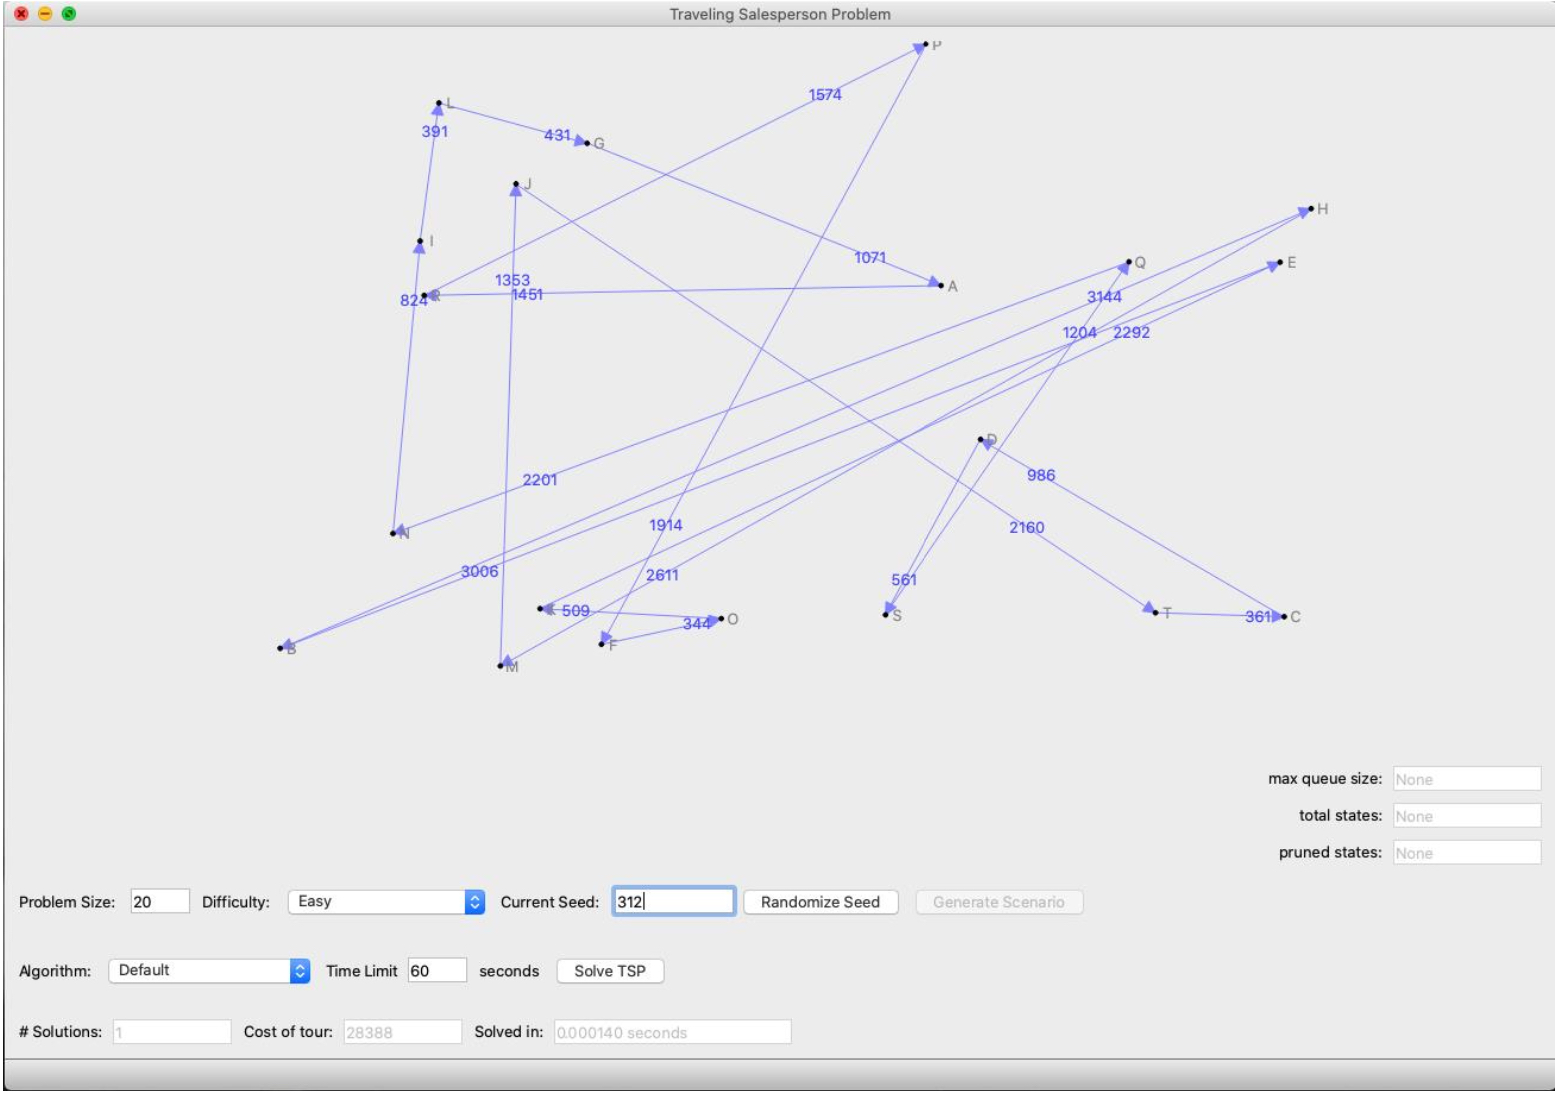 Traveling Salesperson Problem
P
1574
L
391
431
G
J
H
I
1071
Q
E
1353
A
824
R
1451
3144
1204
2292
D
986
2201
N
1914
2160
3006
2611
561
509
O
344
S
T
361
C
F
B
M
max queue size: None
total states: None
pruned states: None
Problem Size: 20 Difficulty: Easy Current Seed: 312 Randomize Seed Generate Scenario
Algorithm: Default Time Limit 60 seconds Solve TSP
# Solutions: 1 Cost of tour: 28388 Solved in: 0.000140 seconds